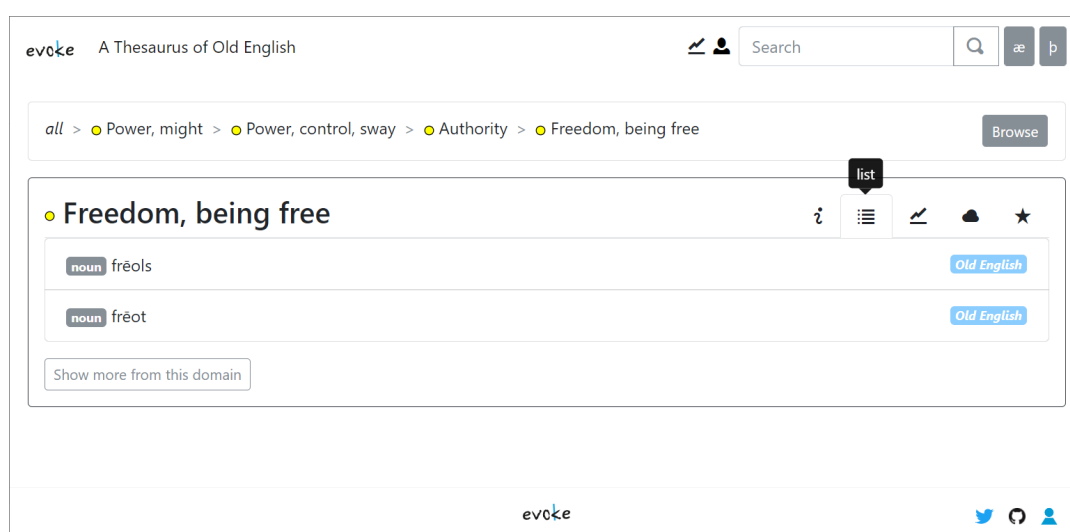 evoke A Thesaurus of Old English Search æ þ
all > Power, might > Power, control, sway > Authority > Freedom, being free Browse
list
Freedom, being free i
noun frēols Old English
noun frēot Old English
Show more from this domain
evoke